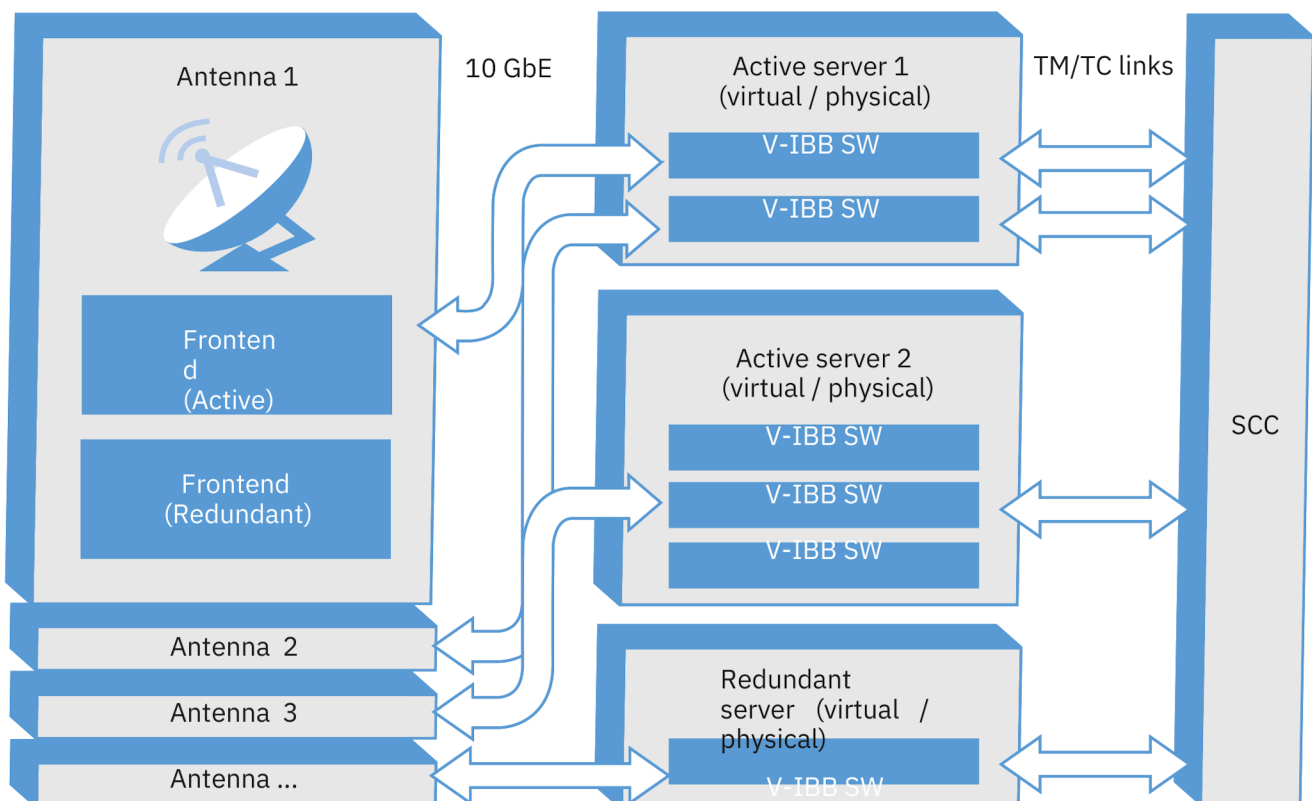 Antenna 1
Fronten
d
(Active)
Frontend
(Redundant)
Antenna 2
Antenna 3
Antenna ...
10 GbE
Active server 1
(virtual / physical)
V-IBB SW
V-IBB SW
Active server 2
(virtual / physical)
V-IBB SW
V-IBB SW
V-IBB SW
Redundant
server (virtual /
physical)
V-IBB SW
TM/TC links
SCC